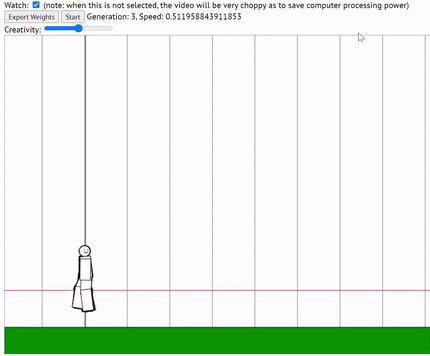 Watch: (note: when this is not selected, the video will be very choppy as to save computer processing power)
Export Weights Start Generation: 3, Speed: 0.511958843911853
Creativity: